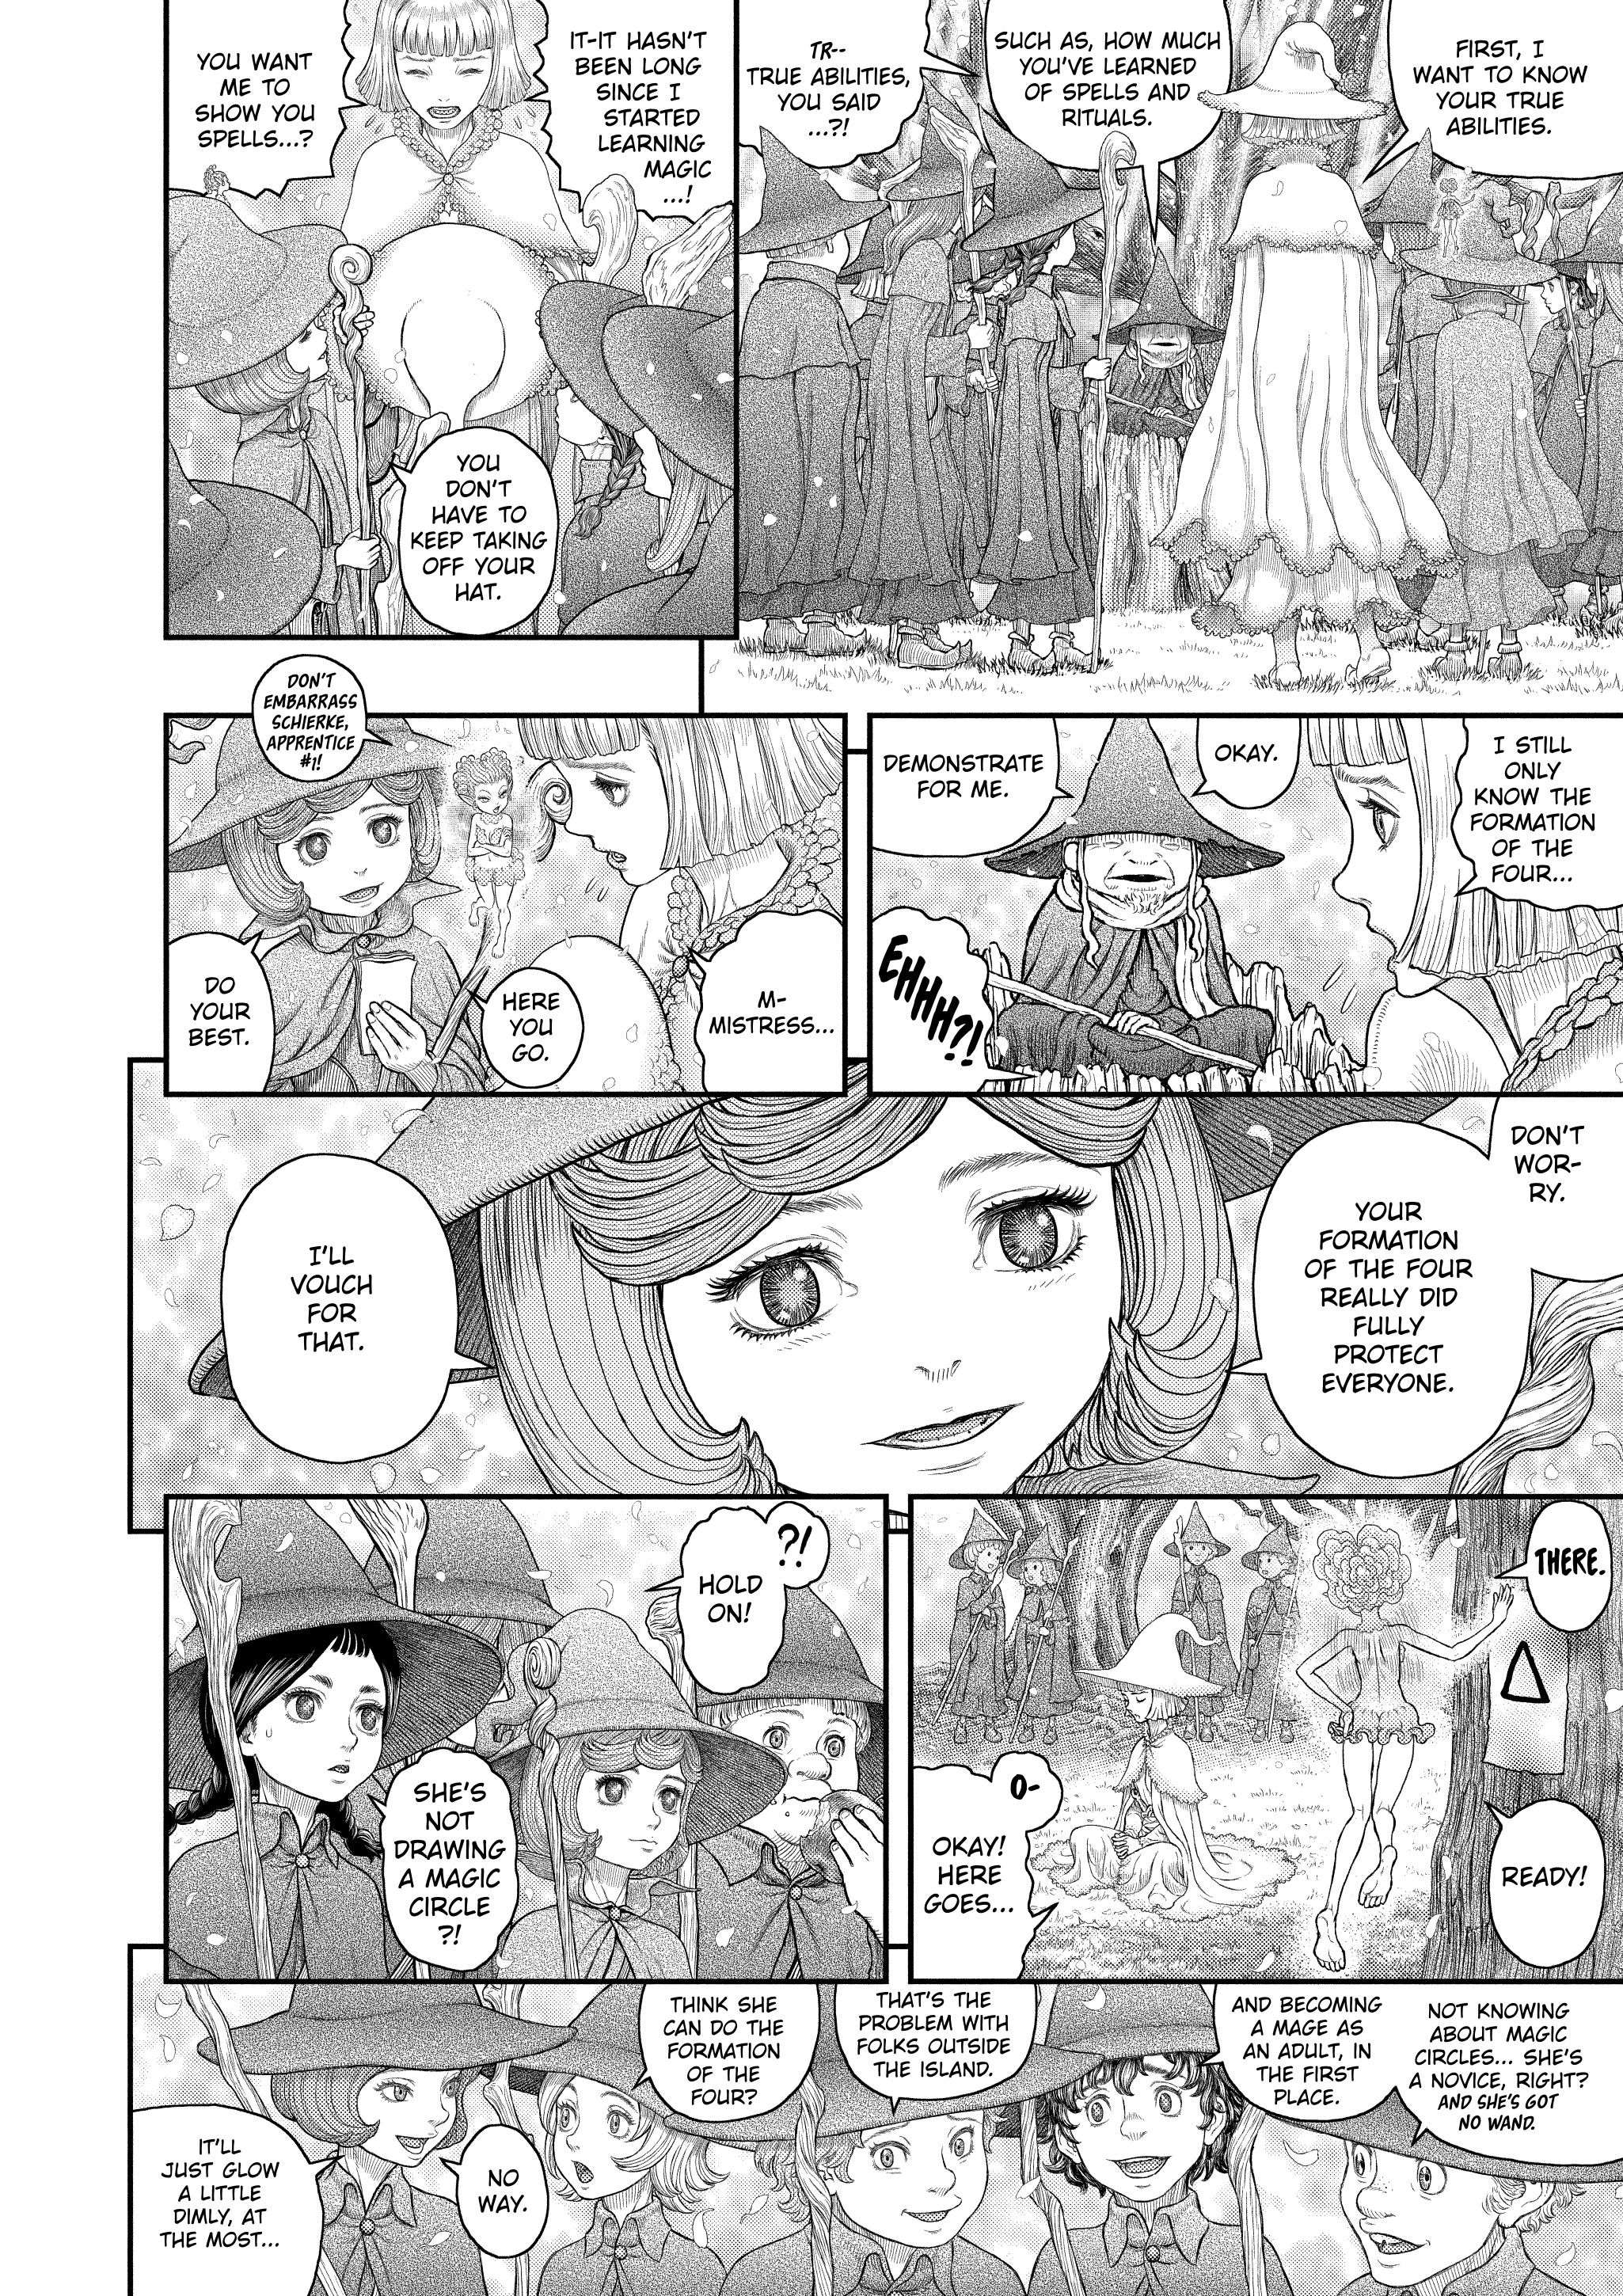 FIRST, I
WANT TO KNOW
YOUR TRUE
ABILITIES.
SUCH AS, HOW MUCH
YOU'VE LEARNED
OF SPELLS AND
RITUALS.
TR--
TRUE ABILITIES,
YOU SAID
...?!
IT-IT HASN'T
BEEN LONG
SINCE I
STARTED
LEARNING
MAGIC
...!
YOU WANT
ME TO
SHOW YOU
SPELLS...?
YOU
DON'T
HAVE TO
KEEP TAKING
OFF YOUR
HAT.
I STILL
ONLY
KNOW THE
FORMATION
OF THE
FOUR...
OKAY.
DEMONSTRATE
FOR ME.
EHHH?!
M-
MISTRESS...
DON'T
EMBARRASS
SCHIERKE,
APPRENTICE
#1!
HERE
YOU
GO.
DO
YOUR
BEST.
DON'T
WOR-
RY.
YOUR
FORMATION
OF THE FOUR
REALLY DID
FULLY
PROTECT
EVERYONE.
I'LL
VOUCH
FOR
THAT.
THERE.
READY!
O-
OKAY!
HERE
GOES...
?!
HOLD
ON!
SHE'S
NOT
DRAWING
A MAGIC
CIRCLE
?!
NOT KNOWING
ABOUT MAGIC
CIRCLES... SHE'S
A NOVICE, RIGHT?
AND SHE'S GOT
NO WAND.
AND BECOMING
A MAGE AS
AN ADULT, IN
THE FIRST
PLACE.
THAT'S THE
PROBLEM WITH
FOLKS OUTSIDE
THE ISLAND.
THINK SHE
CAN DO THE
FORMATION
OF THE
FOUR?
NO
WAY.
IT'LL
JUST GLOW
A LITTLE
DIMLY, AT
THE MOST...